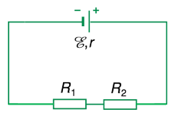 − +
ℰ,r
R₁ R₂